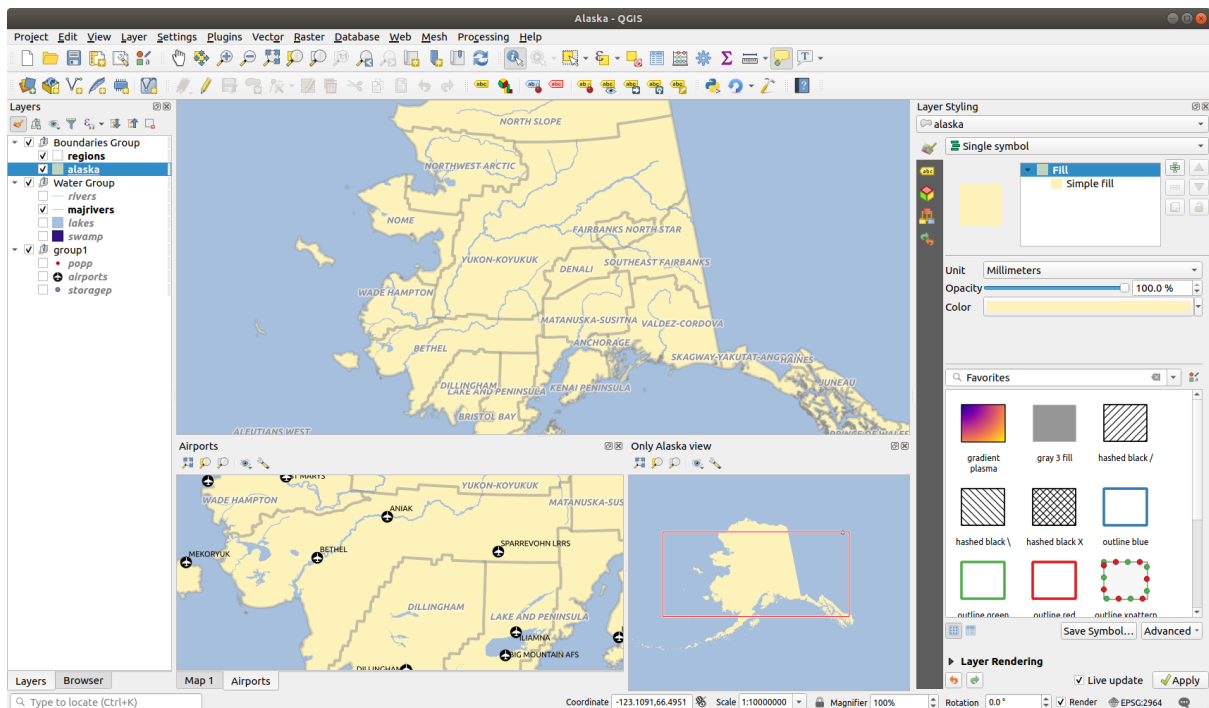 Alaska - QGIS
Project Edit View Layer Settings Plugins Vector Raster Database Web Mesh Processing Help
Layers
Boundaries Group
regions
alaska
Water Group
rivers
majrivers
lakes
swamp
group1
popp
airports
storagep
Layers Browser
NORTH SLOPE
NORTHWEST ARCTIC
NOME
FAIRBANKS NORTH STAR
YUKON-KOYUKUK
DENALI
SOUTHEAST FAIRBANKS
WADE HAMPTON
MATANUSKA-SUSITNA
VALDEZ-CORDOVA
BETHEL
ANCHORAGE
SKAGWAY-YAKUTAT-ANGOON
HAINES
DILLINGHAM
LAKE AND PENINSULA
KENAI PENINSULA
JUNEAU
BRISTOL BAY
ALEUTIANS WEST
PRINCE OF WALES
Airports
YUKON-KOYUKUK
WADE HAMPTON
MATANUSKA-SUS
ANIAK
BETHEL
SPARREVOHN LRRS
MEKORYUK
DILLINGHAM
LAKE AND PENINSULA
ILIAMNA
BIG MOUNTAIN AFS
DILLINGHAM
Map 1 Airports
Only Alaska view
Layer Styling
alaska
Single symbol
Fill
Simple fill
Unit Millimeters
Opacity 100.0 %
Color
Favorites
gradient plasma
gray 3 fill
hashed black /
hashed black \
hashed black X
outline blue
outline green
outline red
outline xpattern
Save Symbol... Advanced
Layer Rendering
Live update Apply
Type to locate (Ctrl+K)
Coordinate -123.1091,66.4951 Scale 1:10000000 Magnifier 100% Rotation 0.0 ° Render EPSG:2964